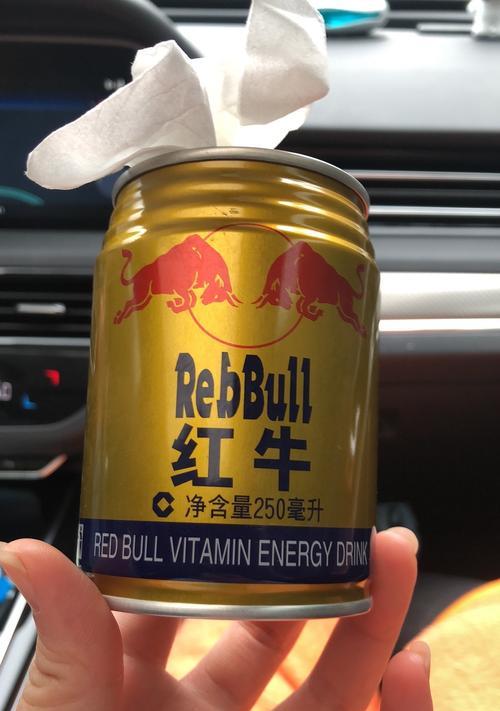 RebBull
红牛
净含量250毫升
RED BULL VITAMIN ENERGY DRINK